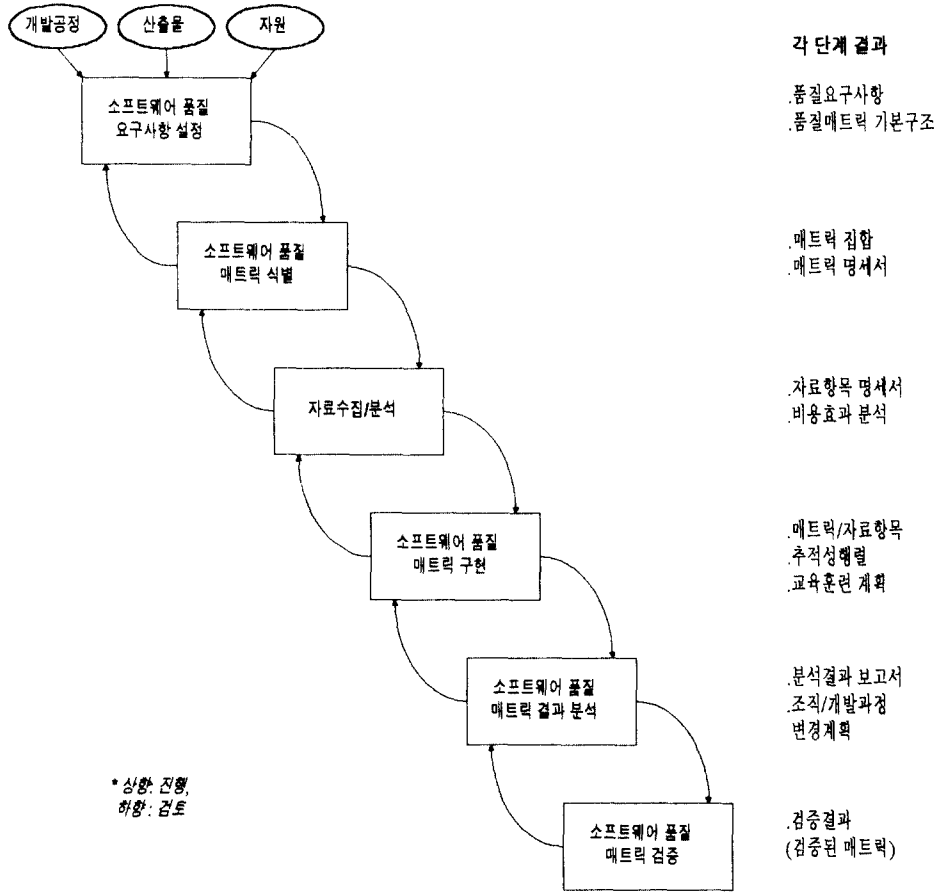 개발공정
산출물
자원
소프트웨어 품질
요구사항 설정
소프트웨어 품질
매트릭 식별
자료수집/분석
소프트웨어 품질
매트릭 구현
소프트웨어 품질
매트릭 결과 분석
소프트웨어 품질
매트릭 검증
* 상향: 진행,
하향 : 검토
각 단계 결과
.품질요구사항
.품질매트릭 기본구조
.매트릭 집합
.매트릭 명세서
.자료항목 명세서
.비용효과 분석
.매트릭/자료항목
.추적성행렬
.교육훈련 계획
.분석결과 보고서
.조직/개발과정
변경계획
.검증결과
(검증된 매트릭)